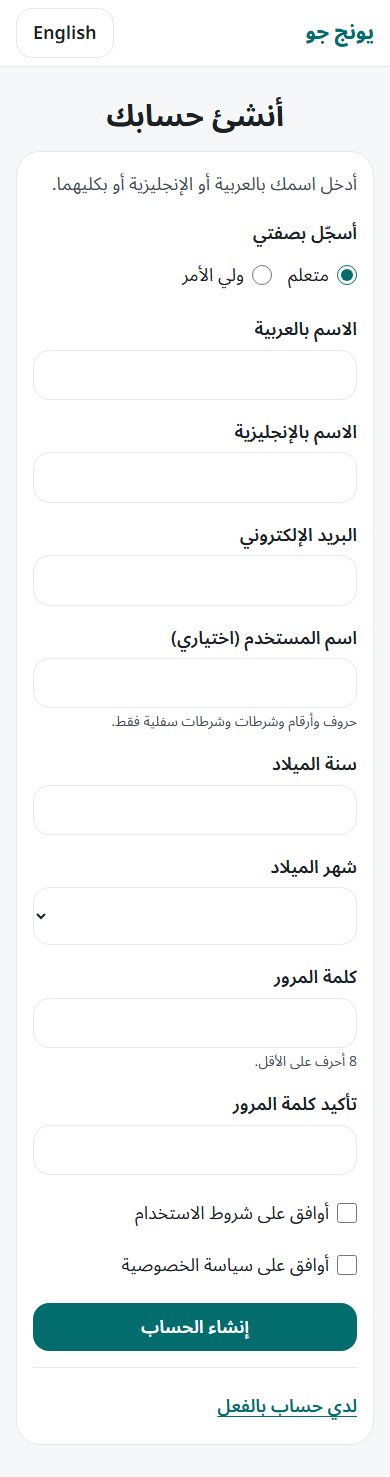 يونج جو
English
أنشئ حسابك
أدخل اسمك بالعربية أو الإنجليزية أو بكليهما.
أسجّل بصفتي
متعلم
ولي الأمر
الاسم بالعربية
الاسم بالإنجليزية
البريد الإلكتروني
اسم المستخدم (اختياري)
حروف وأرقام وشرطات وشرطات سفلية فقط.
سنة الميلاد
شهر الميلاد
كلمة المرور
8 أحرف على الأقل.
تأكيد كلمة المرور
أوافق على شروط الاستخدام
أوافق على سياسة الخصوصية
إنشاء الحساب
لدي حساب بالفعل